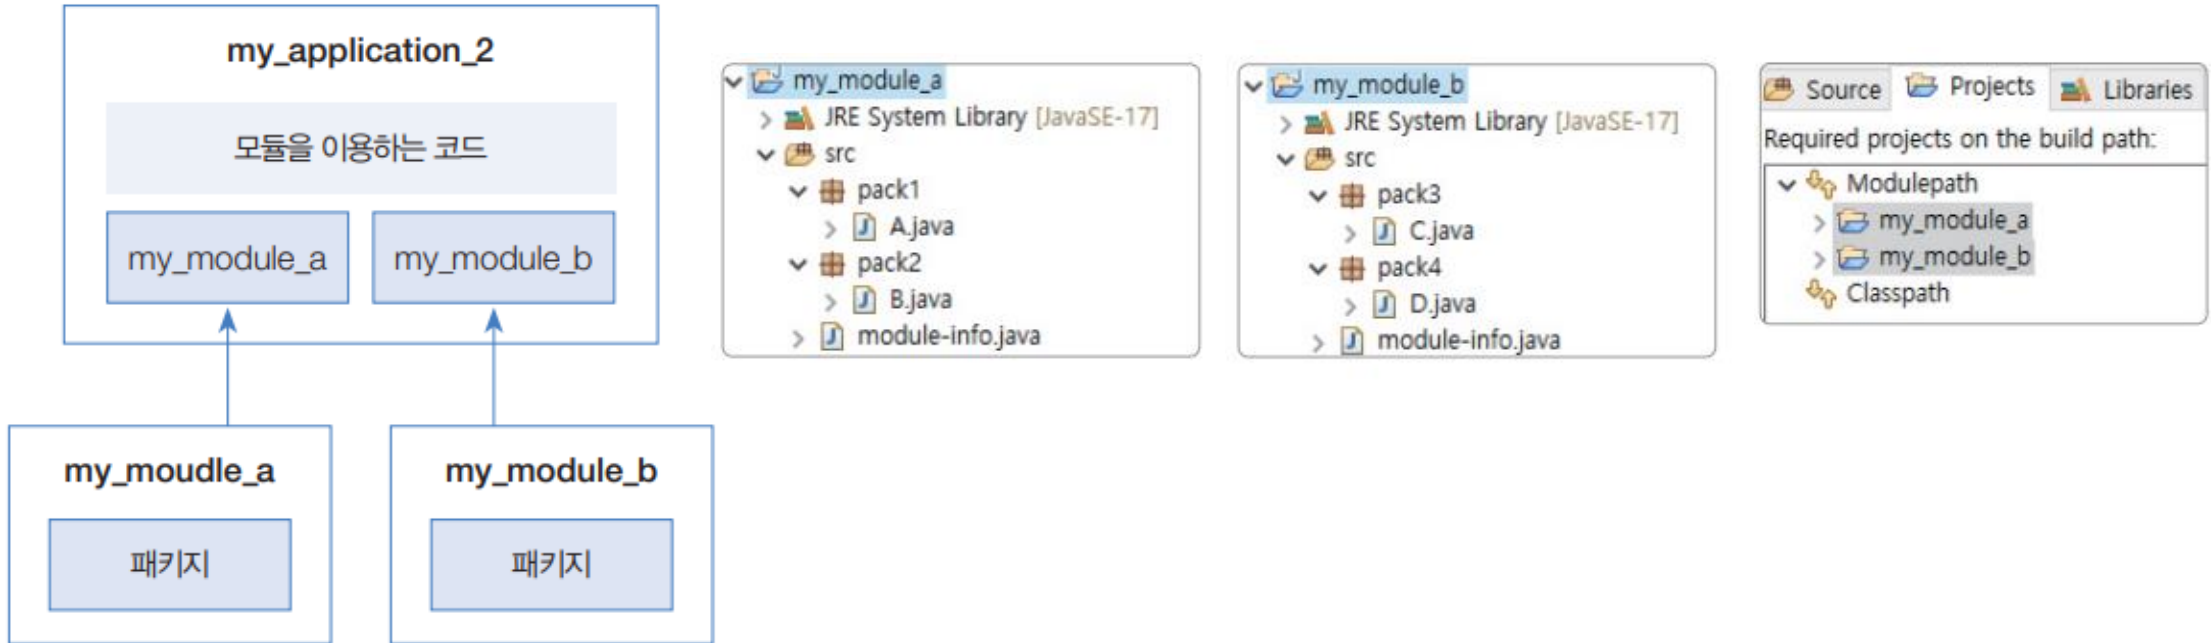 my_application_2
모듈을 이용하는 코드
my_module_a
my_module_b
my_moudle_a
패키지
my_module_b
패키지
my_module_a
JRE System Library [JavaSE-17]
src
pack1
A.java
pack2
B.java
module-info.java
my_module_b
JRE System Library [JavaSE-17]
src
pack3
C.java
pack4
D.java
module-info.java
Source Projects Libraries
Required projects on the build path:
Modulepath
my_module_a
my_module_b
Classpath